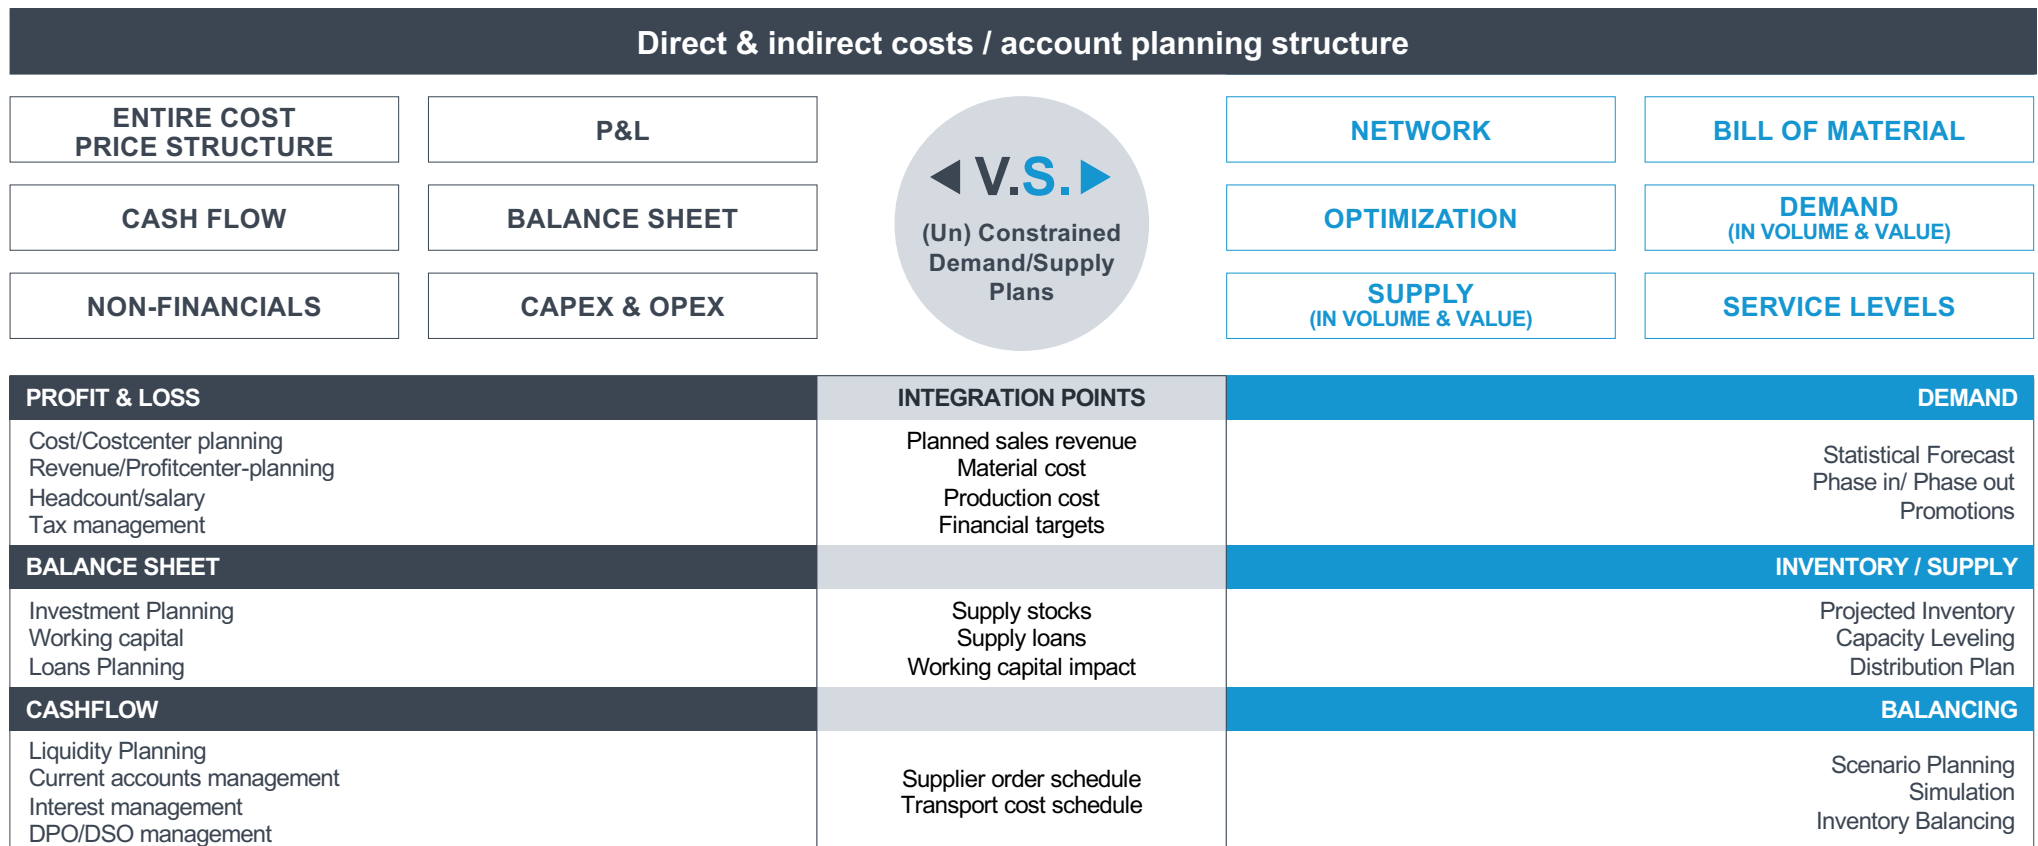 Direct & indirect costs / account planning structure
ENTIRE COST
PRICE STRUCTURE
P&L
CASH FLOW
BALANCE SHEET
NON-FINANCIALS
CAPEX & OPEX
V.S.
(Un) Constrained
Demand/Supply
Plans
NETWORK
BILL OF MATERIAL
OPTIMIZATION
DEMAND
(IN VOLUME & VALUE)
SUPPLY
(IN VOLUME & VALUE)
SERVICE LEVELS
PROFIT & LOSS
INTEGRATION POINTS
DEMAND
Cost/Costcenter planning
Revenue/Profitcenter-planning
Headcount/salary
Tax management
Planned sales revenue
Material cost
Production cost
Financial targets
Statistical Forecast
Phase in/ Phase out
Promotions
BALANCE SHEET
INVENTORY / SUPPLY
Investment Planning
Working capital
Loans Planning
Supply stocks
Supply loans
Working capital impact
Projected Inventory
Capacity Leveling
Distribution Plan
CASHFLOW
BALANCING
Liquidity Planning
Current accounts management
Interest management
DPO/DSO management
Supplier order schedule
Transport cost schedule
Scenario Planning
Simulation
Inventory Balancing